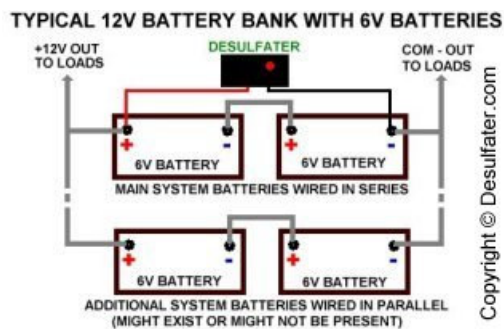 TYPICAL 12V BATTERY BANK WITH 6V BATTERIES
+12V OUT
TO LOADS
DESULFATER
COM - OUT
TO LOADS
+
-
+
-
6V BATTERY
6V BATTERY
MAIN SYSTEM BATTERIES WIRED IN SERIES
+
-
+
-
6V BATTERY
6V BATTERY
ADDITIONAL SYSTEM BATTERIES WIRED IN PARALLEL
(MIGHT EXIST OR MIGHT NOT BE PRESENT)
Copyright © Desulfater.com